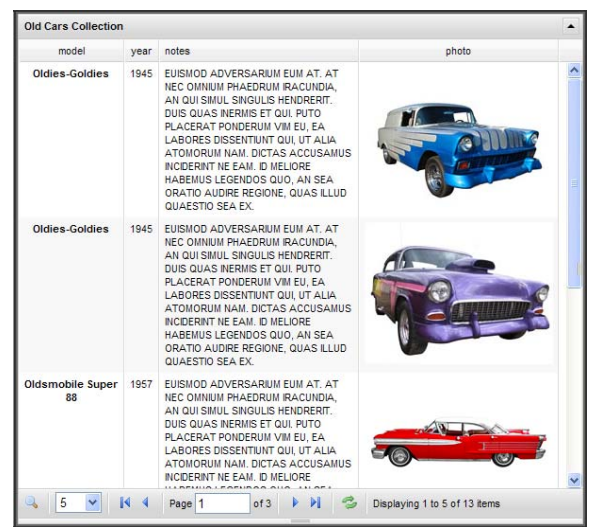 Old Cars Collection
model year notes photo
Oldies-Goldies 1945 EUISMOD ADVERSARIUM EUM AT. AT
NEC OMNIUM PHAEDRUM IRACUNDIA,
AN QUI SIMUL SINGULIS HENDRERIT.
DUIS QUAS INERMIS ET QUI. PUTO
PLACERAT PONDERUM VIM EU, EA
LABORES DISSENTIUNT QUI, UT ALIA
ATOMORUM NAM. DICTAS ACCUSAMUS
INCIDERINT NE EAM. ID MELIORE
HABEMUS LEGENDOS QUO, AN SEA
ORATIO AUDIRE REGIONE, QUAS ILLUD
QUAESTIO SEA EX.
Oldies-Goldies 1945 EUISMOD ADVERSARIUM EUM AT. AT
NEC OMNIUM PHAEDRUM IRACUNDIA,
AN QUI SIMUL SINGULIS HENDRERIT.
DUIS QUAS INERMIS ET QUI. PUTO
PLACERAT PONDERUM VIM EU, EA
LABORES DISSENTIUNT QUI, UT ALIA
ATOMORUM NAM. DICTAS ACCUSAMUS
INCIDERINT NE EAM. ID MELIORE
HABEMUS LEGENDOS QUO, AN SEA
ORATIO AUDIRE REGIONE, QUAS ILLUD
QUAESTIO SEA EX.
Oldsmobile Super 1957 EUISMOD ADVERSARIUM EUM AT. AT
88 NEC OMNIUM PHAEDRUM IRACUNDIA,
AN QUI SIMUL SINGULIS HENDRERIT.
DUIS QUAS INERMIS ET QUI. PUTO
PLACERAT PONDERUM VIM EU, EA
LABORES DISSENTIUNT QUI, UT ALIA
ATOMORUM NAM. DICTAS ACCUSAMUS
INCIDERINT NE EAM. ID MELIORE
5 Page 1 of 3 Displaying 1 to 5 of 13 items